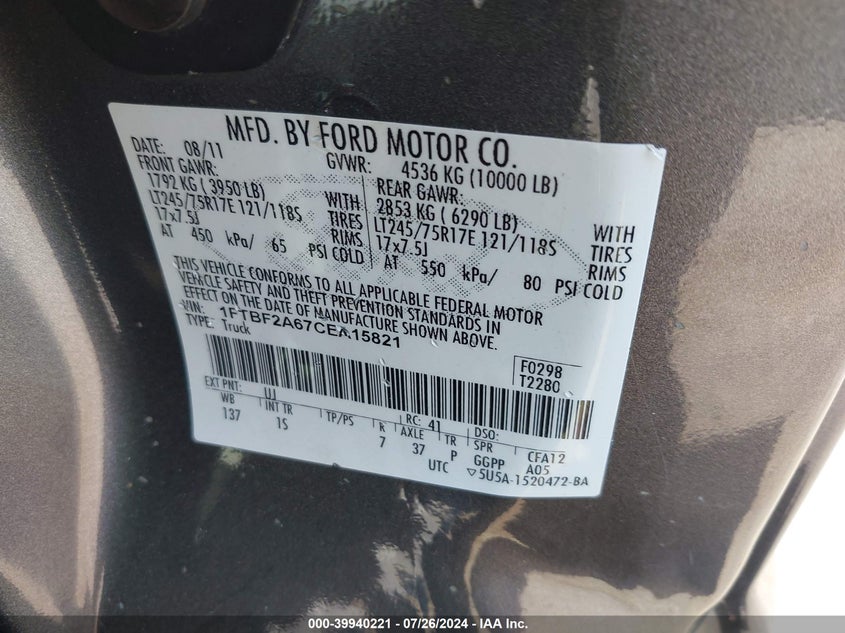 MFD. BY FORD MOTOR CO.
DATE: 08/11 GVWR: 4536 KG (10000 LB)
FRONT GAWR: REAR GAWR:
1792 KG ( 3950 LB) WITH 2853 KG ( 6290 LB) WITH
LT245/75R17E 121/118S TIRES LT245/75R17E 121/118S TIRES
17x7.5J RIMS 17x7.5J RIMS
AT 450 kPa/ 65 PSI COLD AT 550 kPa/ 80 PSI COLD
THIS VEHICLE CONFORMS TO ALL APPLICABLE FEDERAL MOTOR
VEHICLE SAFETY AND THEFT PREVENTION STANDARDS IN
EFFECT ON THE DATE OF MANUFACTURE SHOWN ABOVE.
VIN: 1FTBF2A67CEA15821
TYPE: Truck
F0298
T2280
EXT PNT: UJ RC: 41 DSO:
WB INT TR TP/PS R AXLE TR SPR CFA12
137 1S 7 37 P GGPP A05
UTC ▽5U5A-1520472-BA
000-39940221 - 07/26/2024 - IAA Inc.